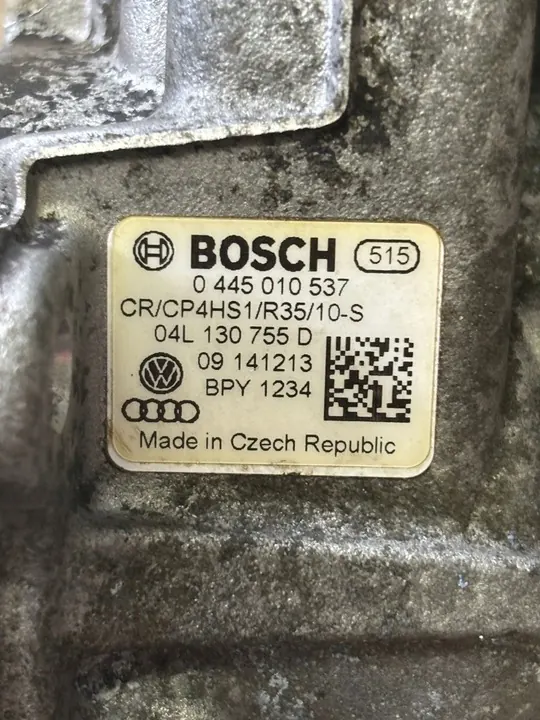 BOSCH 515
0 445 010 537
CR/CP4HS1/R35/10-S
04L 130 755 D
09 141213
BPY 1234
Made in Czech Republic